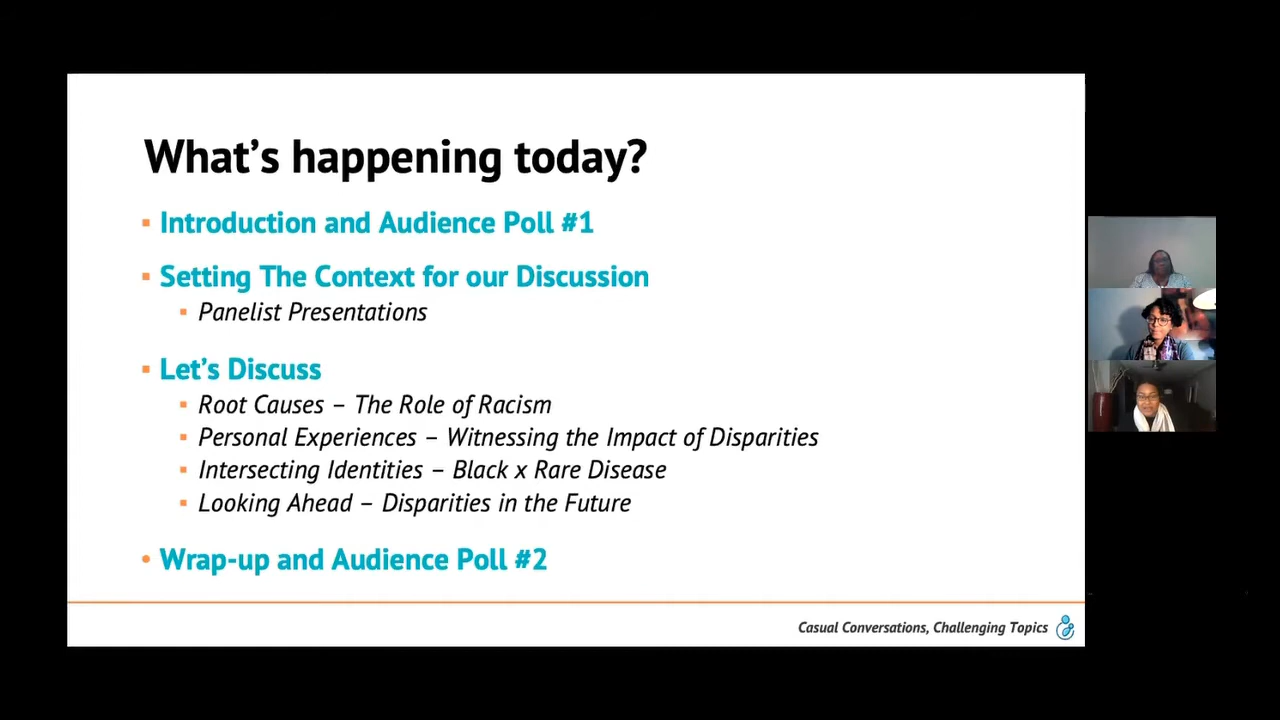 What's happening today?
Introduction and Audience Poll #1
Setting The Context for our Discussion
Panelist Presentations
Let's Discuss
Root Causes – The Role of Racism
Personal Experiences – Witnessing the Impact of Disparities
Intersecting Identities – Black x Rare Disease
Looking Ahead – Disparities in the Future
Wrap-up and Audience Poll #2
Casual Conversations, Challenging Topics